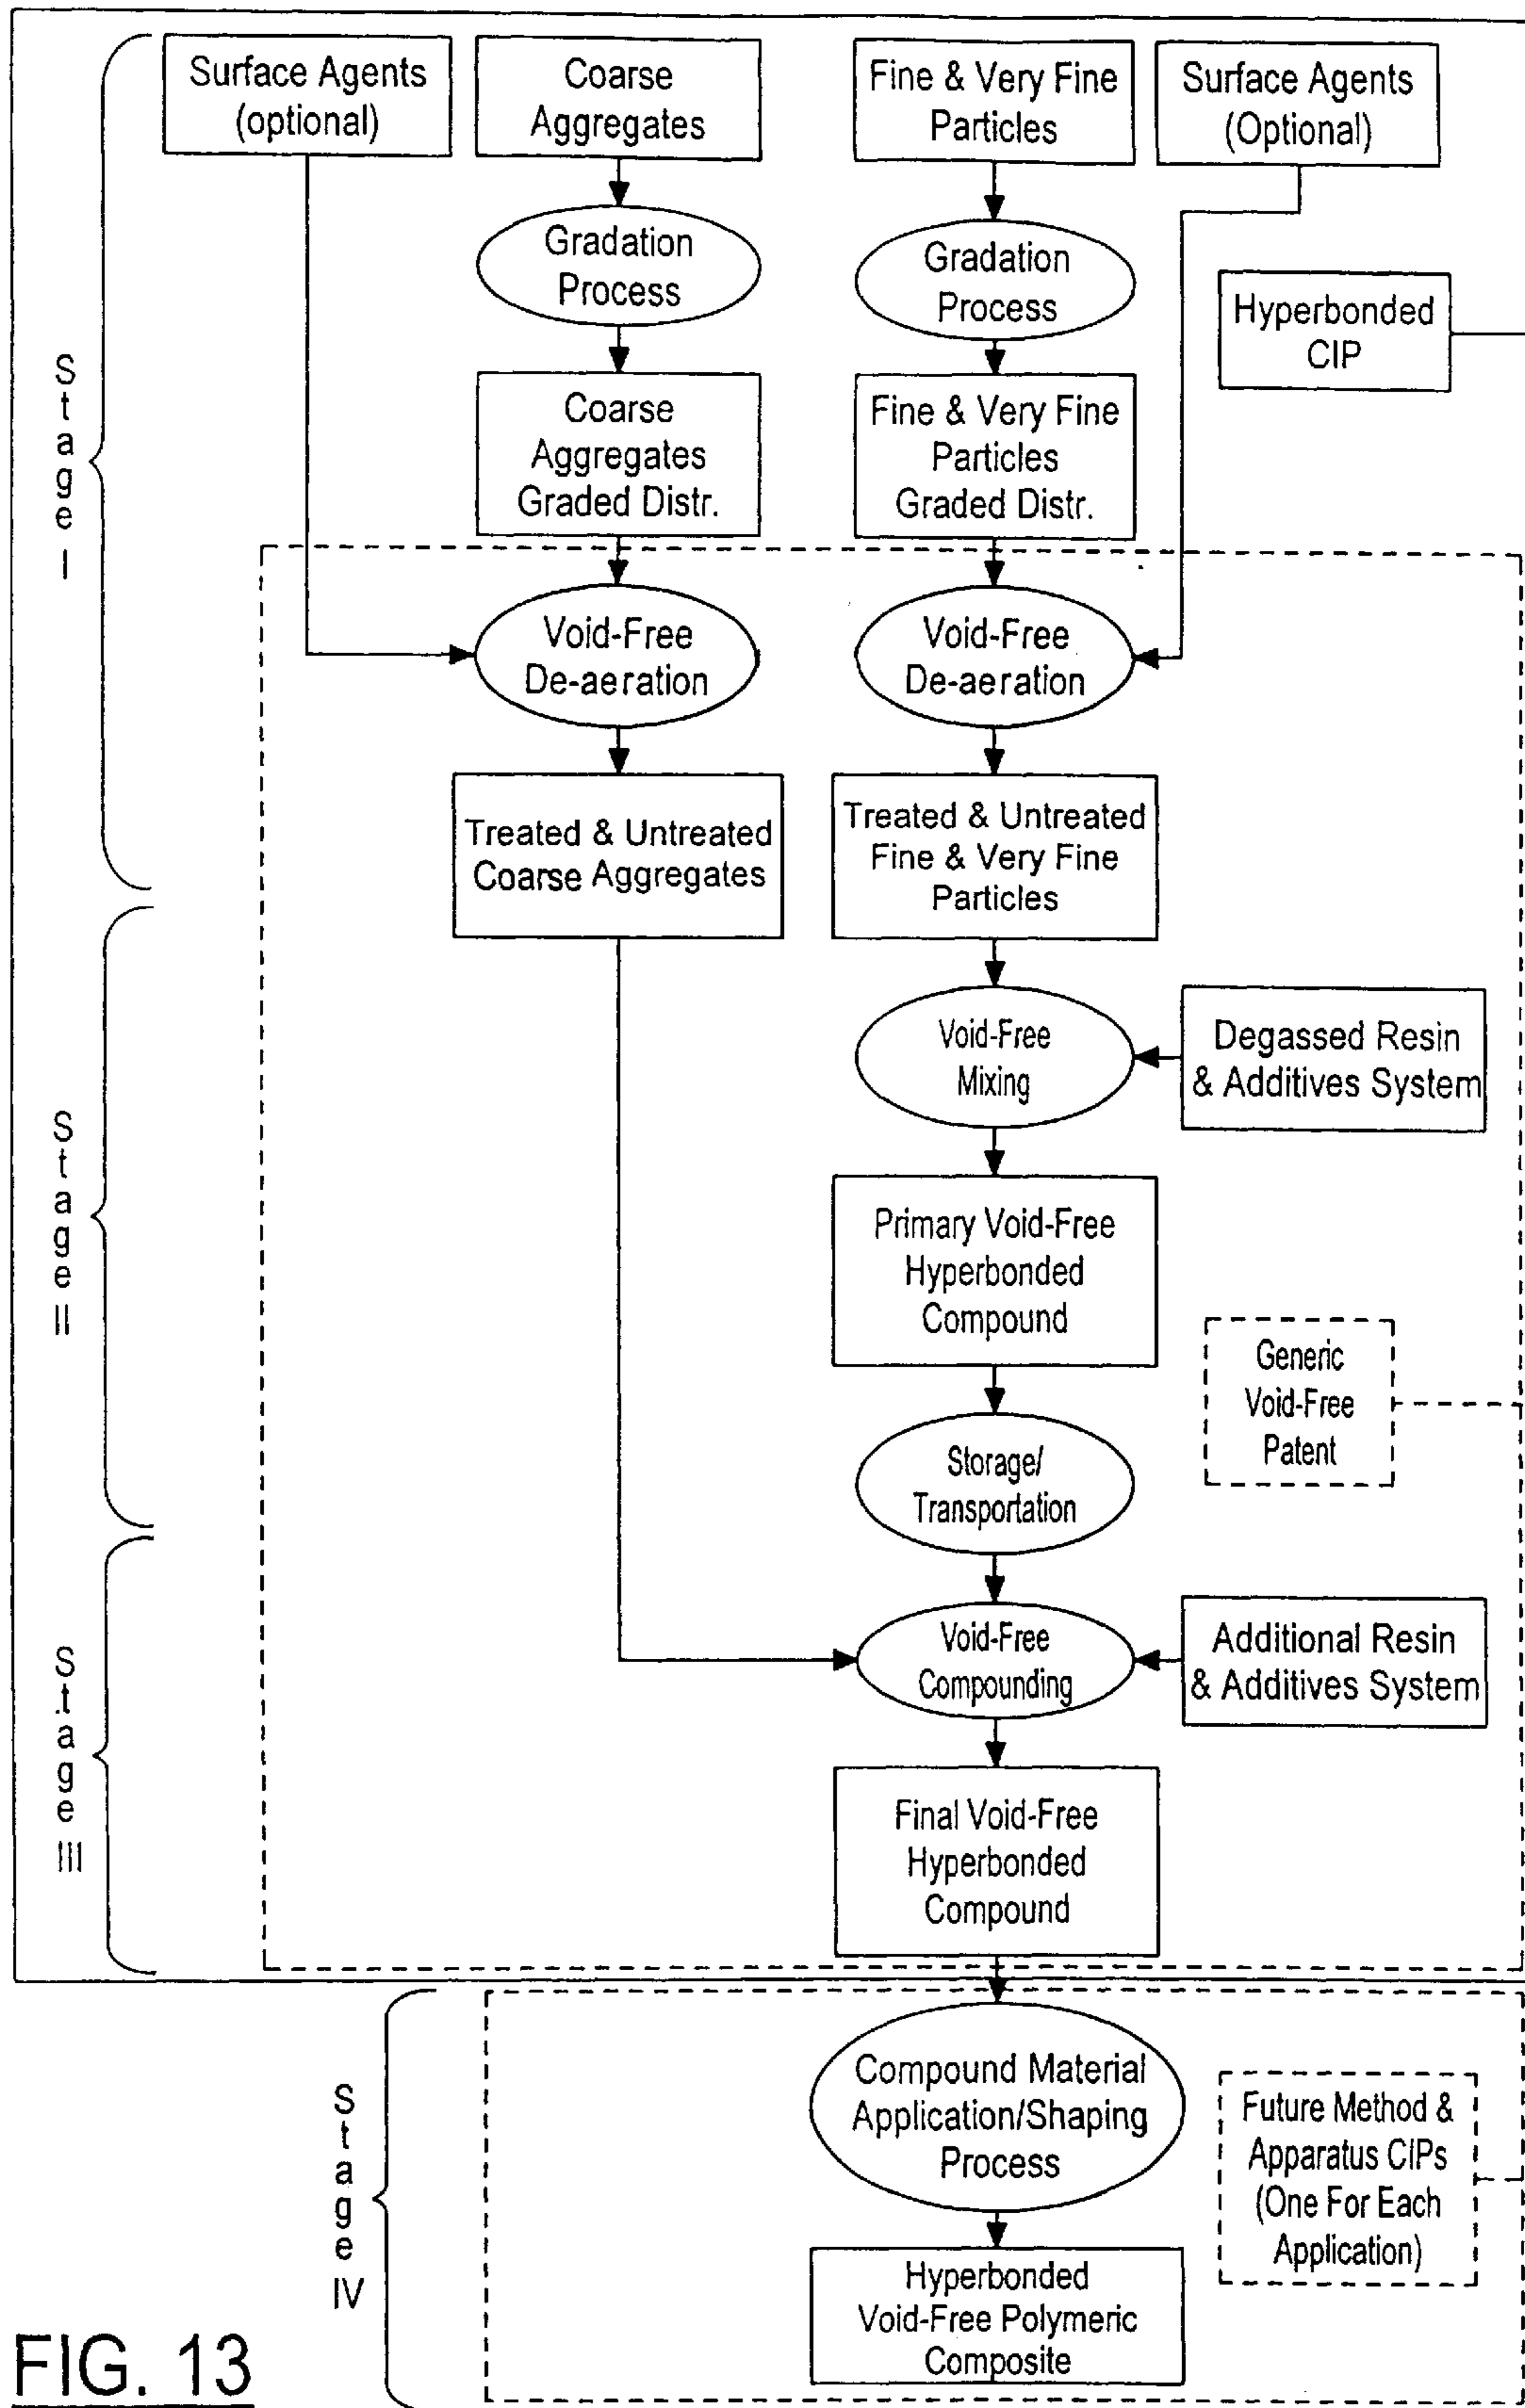 Surface Agents
(optional)
Coarse
Aggregates
Fine & Very Fine
Particles
Surface Agents
(Optional)
Gradation
Process
Gradation
Process
Hyperbonded
CIP
Stage I
Coarse
Aggregates
Graded Distr.
Fine & Very Fine
Particles
Graded Distr.
Void-Free
De-aeration
Void-Free
De-aeration
Treated & Untreated
Coarse Aggregates
Treated & Untreated
Fine & Very Fine
Particles
Stage II
Void-Free
Mixing
Degassed Resin
& Additives System
Primary Void-Free
Hyperbonded
Compound
Generic
Void-Free
Patent
Storage/
Transportation
Stage III
Void-Free
Compounding
Additional Resin
& Additives System
Final Void-Free
Hyperbonded
Compound
Stage IV
Compound Material
Application/Shaping
Process
Future Method &
Apparatus CIPs
(One For Each
Application)
Hyperbonded
Void-Free Polymeric
Composite
FIG. 13